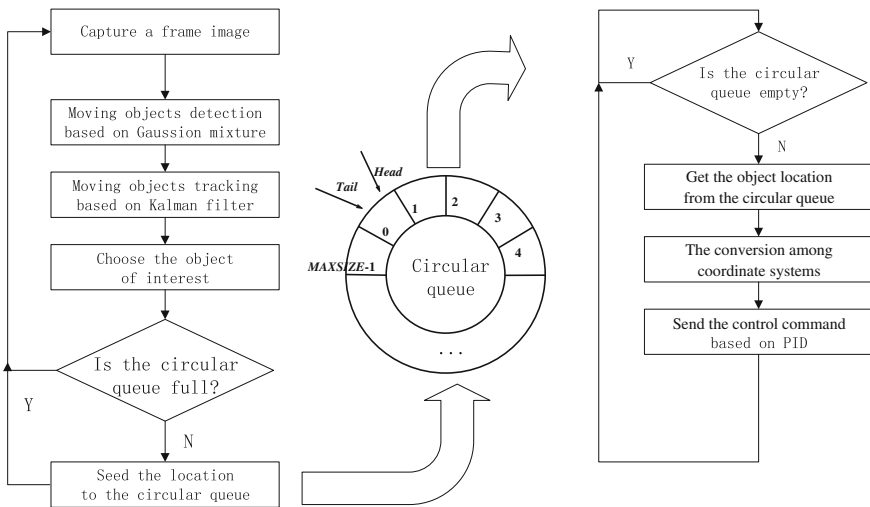 Capture a frame image
Moving objects detection
based on Gaussion mixture
Moving objects tracking
based on Kalman filter
Choose the object
of interest
Is the circular
queue full?
Y
N
Seed the location
to the circular queue
Head
Tail
0
1
2
3
4
MAXSIZE-1
Circular
queue
...
Is the circular
queue empty?
Y
N
Get the object location
from the circular queue
The conversion among
coordinate systems
Send the control command
based on PID